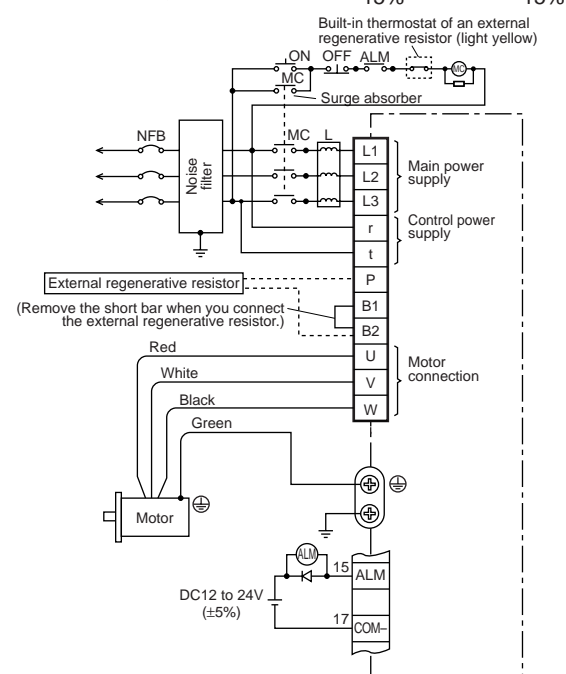 15% 15%
Built-in thermostat of an external
regenerative resistor (light yellow)
ON OFF ALM
MC
MC
Surge absorber
NFB
Noise
filter
MC L
L1
L2
L3
Main power
supply
r
t
Control power
supply
P
External regenerative resistor
B1
(Remove the short bar when you connect
the external regenerative resistor.)
B2
Red
U
White
V
Motor
connection
Black
W
Green
Motor
ALM
15
ALM
DC12 to 24V
(±5%)
17
COM–